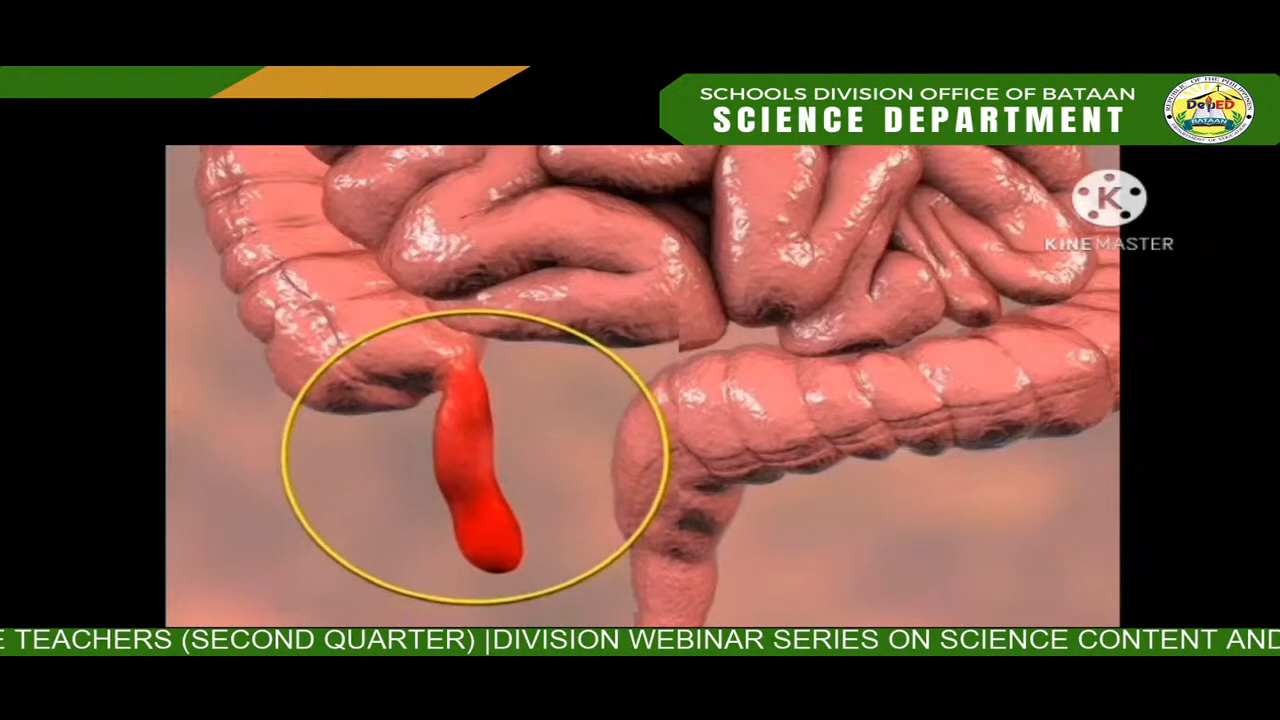 SCHOOLS DIVISION OFFICE OF BATAAN
SCIENCE DEPARTMENT
DepED
BATAAN
KINEMASTER
TEACHERS (SECOND QUARTER) |DIVISION WEBINAR SERIES ON SCIENCE CONTENT AND